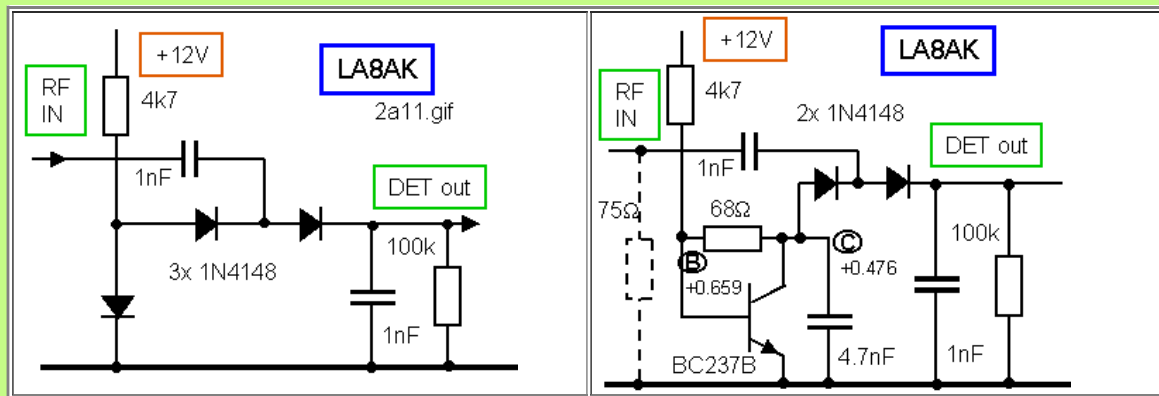 +12V
LA8AK
RF
IN
4k7
2a11.gif
1nF
DET out
100k
3x 1N4148
1nF
+12V
LA8AK
RF
IN
4k7
2x 1N4148
DET out
1nF
75Ω
68Ω
C
100k
B
+0.476
+0.659
BC237B
4.7nF
1nF